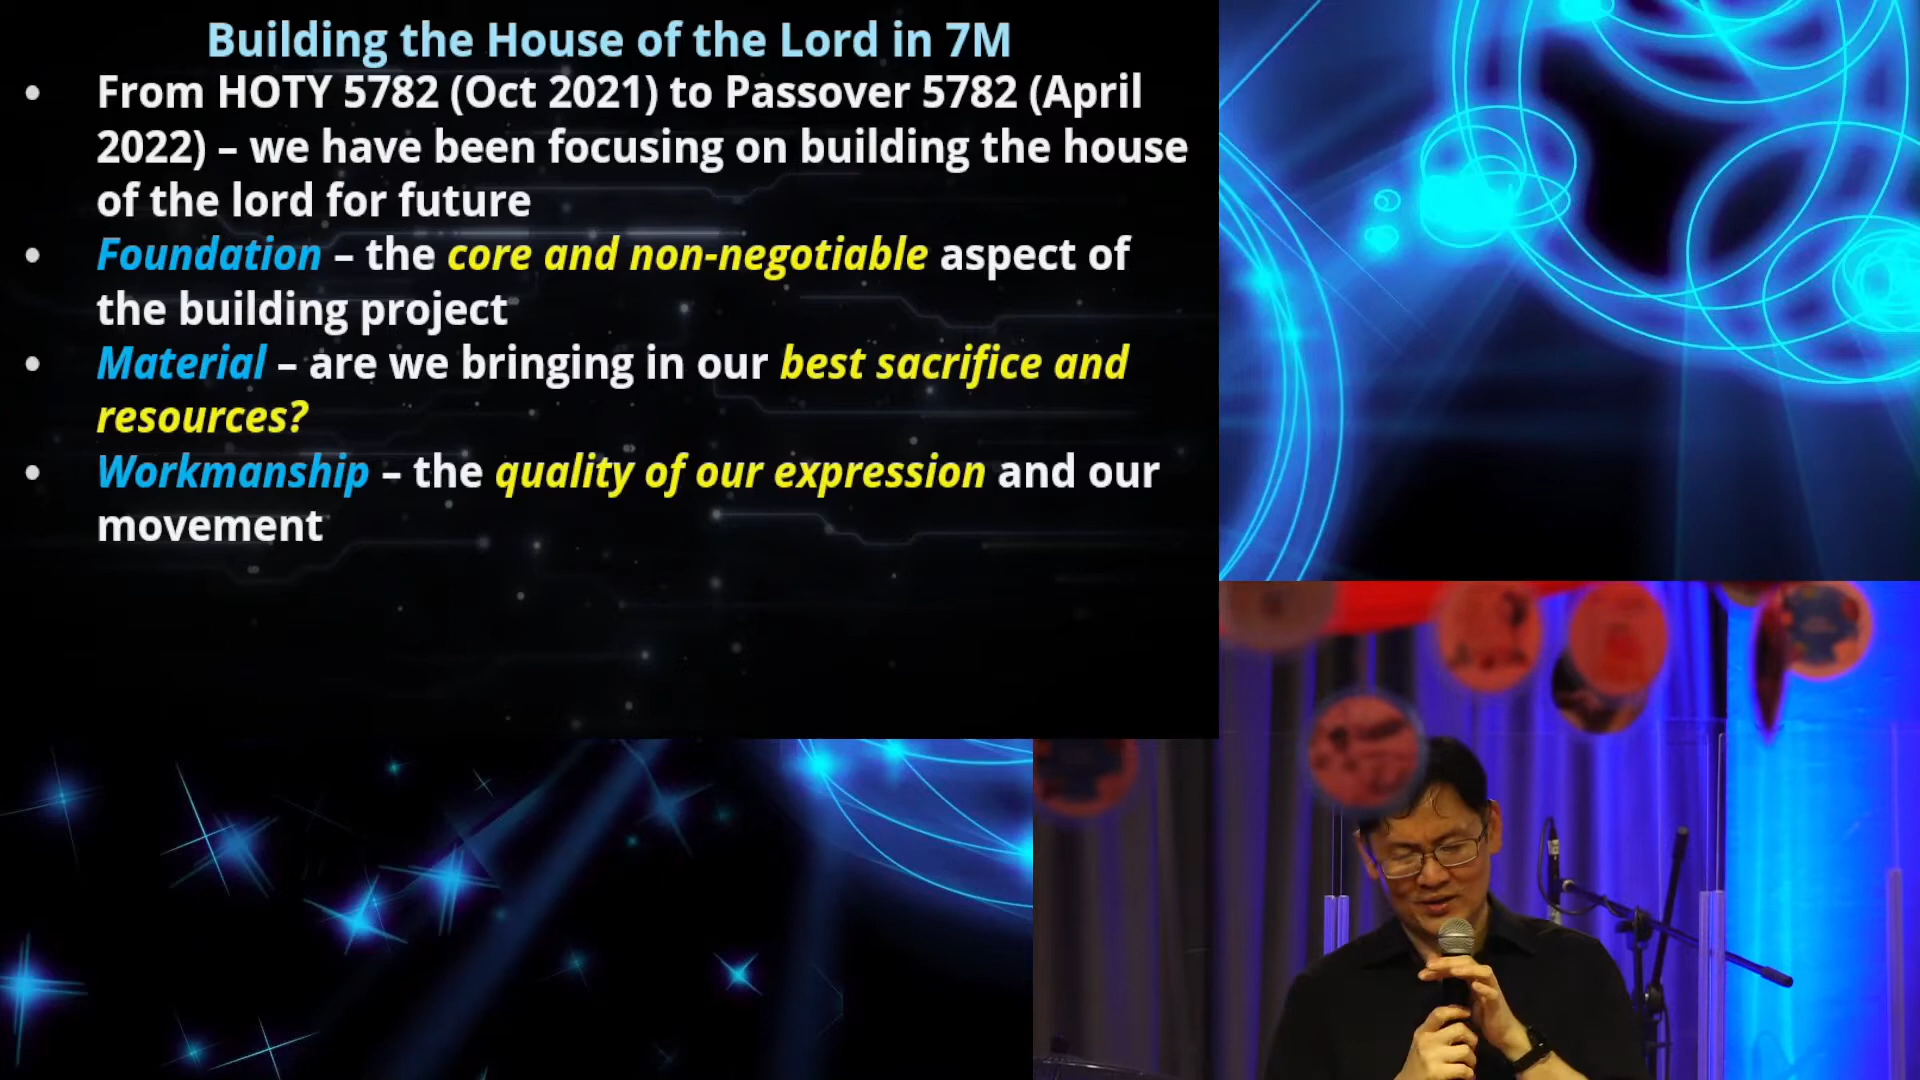 Building the House of the Lord in 7M
• From HOTY 5782 (Oct 2021) to Passover 5782 (April
2022) – we have been focusing on building the house
of the lord for future
• Foundation – the core and non-negotiable aspect of
the building project
• Material – are we bringing in our best sacrifice and
resources?
• Workmanship – the quality of our expression and our
movement